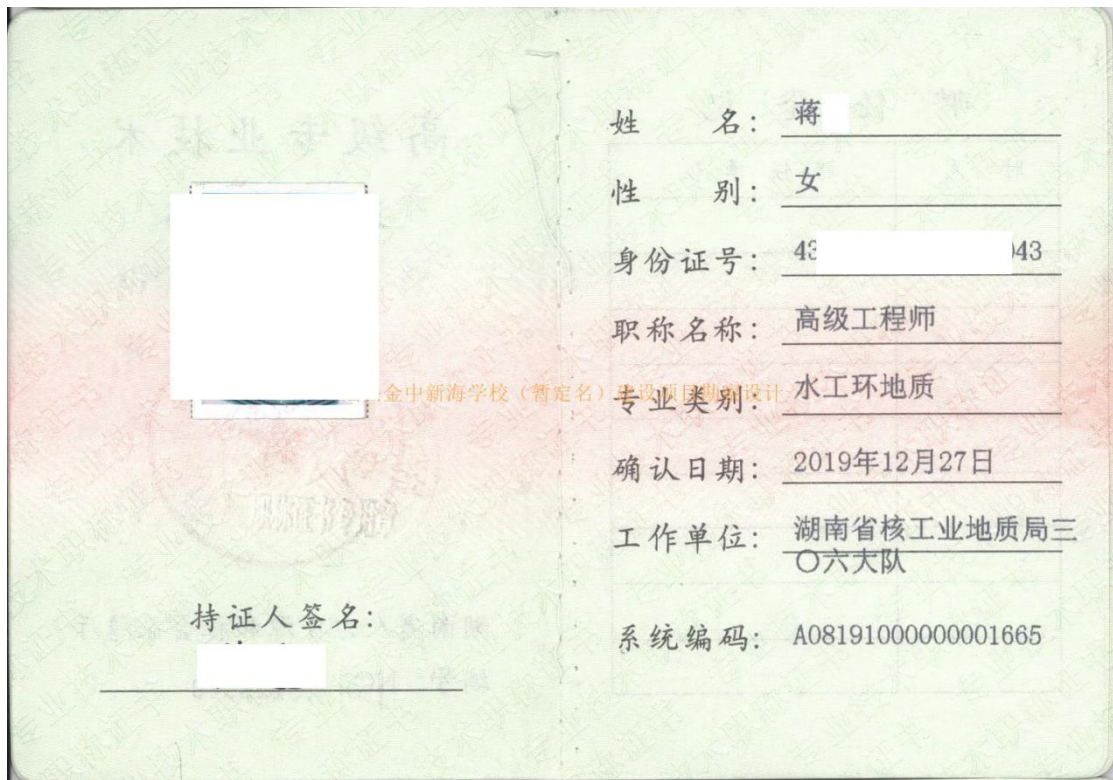 持证人签名:
姓 名: 蒋
性 别: 女
身份证号: 43 043
职称名称: 高级工程师
金中新海学校(暂定名)建设项目勘察设计
专业类别: 水工环地质
确认日期: 2019年12月27日
工作单位: 湖南省核工业地质局三
〇六大队
系统编码: A08191000000001665